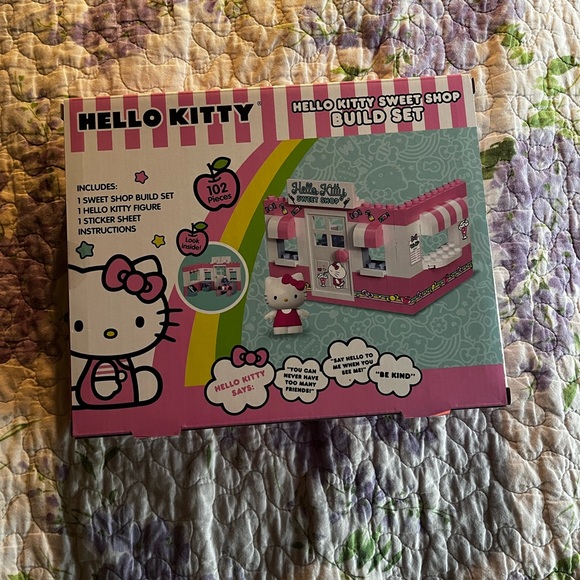 HELLO KITTY
HELLO KITTY SWEET SHOP
BUILD SET
INCLUDES:
1 SWEET SHOP BUILD SET
1 HELLO KITTY FIGURE
1 STICKER SHEET
INSTRUCTIONS
102
Pieces
Look
inside!
Hello Kitty
SWEET SHOP
HELLO KITTY
SAYS:
"YOU CAN
NEVER HAVE
TOO MANY
FRIENDS!"
"SAY HELLO TO
ME WHEN YOU
SEE ME!"
"BE KIND"